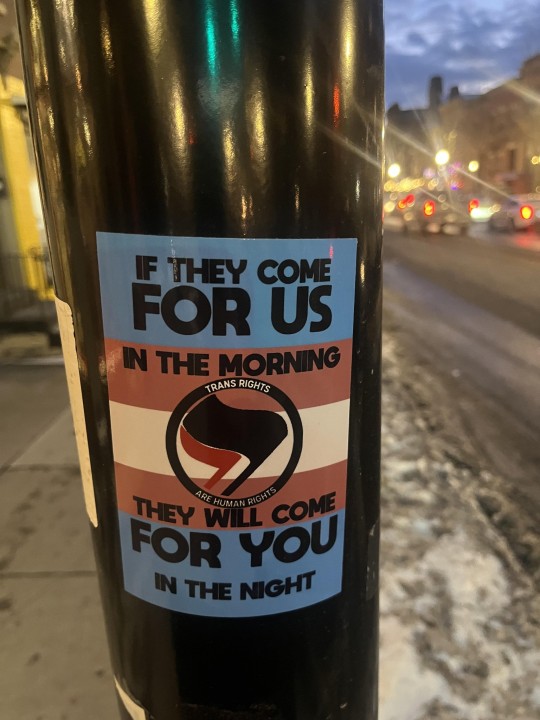 IF THEY COME
FOR US
IN THE MORNING
TRANS RIGHTS
ARE HUMAN RIGHTS
THEY WILL COME
FOR YOU
IN THE NIGHT